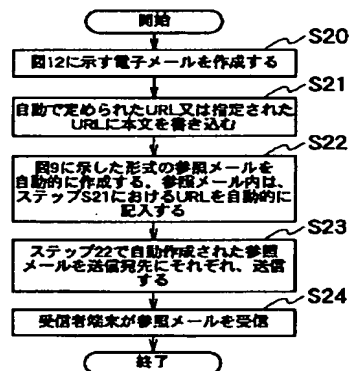 開始
S20
図12に示す電子メールを作成する
S21
自動で定められたURL又は指定された
URLに本文を書き込む
S22
図9に示した形式の参照メールを
自動的に作成する。参照メール内は、
ステップS21におけるURLを自動的に
記入する
S23
ステップ22で自動作成された参照
メールを送信宛先にそれぞれ、送信
する
S24
受信者端末が参照メールを受信
終了